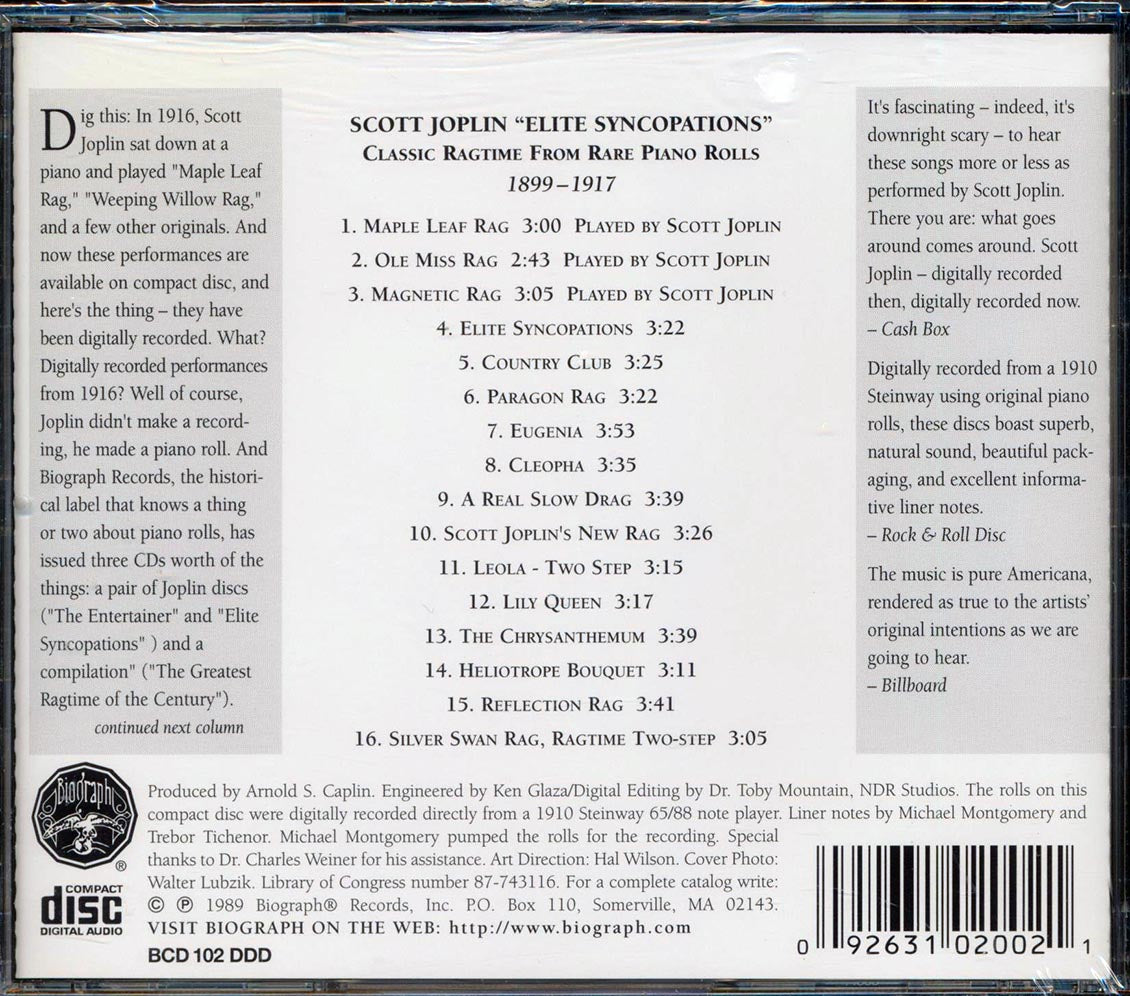 Dig this: In 1916, Scott
Joplin sat down at a
piano and played "Maple Leaf
Rag," "Weeping Willow Rag,"
and a few other originals. And
now these performances are
available on compact disc, and
here's the thing – they have
been digitally recorded. What?
Digitally recorded performances
from 1916? Well of course,
Joplin didn't make a record-
ing, he made a piano roll. And
Biograph Records, the histori-
cal label that knows a thing
or two about piano rolls, has
issued three CDs worth of the
things: a pair of Joplin discs
("The Entertainer" and "Elite
Syncopations" ) and a
compilation" ("The Greatest
Ragtime of the Century").
continued next column
SCOTT JOPLIN “ELITE SYNCOPATIONS”
CLASSIC RAGTIME FROM RARE PIANO ROLLS
1899–1917
1. MAPLE LEAF RAG 3:00 PLAYED BY SCOTT JOPLIN
2. OLE MISS RAG 2:43 PLAYED BY SCOTT JOPLIN
3. MAGNETIC RAG 3:05 PLAYED BY SCOTT JOPLIN
4. ELITE SYNCOPATIONS 3:22
5. COUNTRY CLUB 3:25
6. PARAGON RAG 3:22
7. EUGENIA 3:53
8. CLEOPHA 3:35
9. A REAL SLOW DRAG 3:39
10. SCOTT JOPLIN'S NEW RAG 3:26
11. LEOLA - TWO STEP 3:15
12. LILY QUEEN 3:17
13. THE CHRYSANTHEMUM 3:39
14. HELIOTROPE BOUQUET 3:11
15. REFLECTION RAG 3:41
16. SILVER SWAN RAG, RAGTIME TWO-STEP 3:05
It's fascinating – indeed, it's
downright scary – to hear
these songs more or less as
performed by Scott Joplin.
There you are: what goes
around comes around. Scott
Joplin – digitally recorded
then, digitally recorded now.
– Cash Box
Digitally recorded from a 1910
Steinway using original piano
rolls, these discs boast superb,
natural sound, beautiful pack-
aging, and excellent informa-
tive liner notes.
– Rock & Roll Disc
The music is pure Americana,
rendered as true to the artists'
original intentions as we are
going to hear.
– Billboard
Biograph
®
COMPACT
disc
DIGITAL AUDIO
Produced by Arnold S. Caplin. Engineered by Ken Glaza/Digital Editing by Dr. Toby Mountain, NDR Studios. The rolls on this
compact disc were digitally recorded directly from a 1910 Steinway 65/88 note player. Liner notes by Michael Montgomery and
Trebor Tichenor. Michael Montgomery pumped the rolls for the recording. Special
thanks to Dr. Charles Weiner for his assistance. Art Direction: Hal Wilson. Cover Photo:
Walter Lubzik. Library of Congress number 87-743116. For a complete catalog write:
© ℗ 1989 Biograph® Records, Inc. P.O. Box 110, Somerville, MA 02143.
VISIT BIOGRAPH ON THE WEB: http://www.biograph.com
BCD 102 DDD
0 92631 02002 1